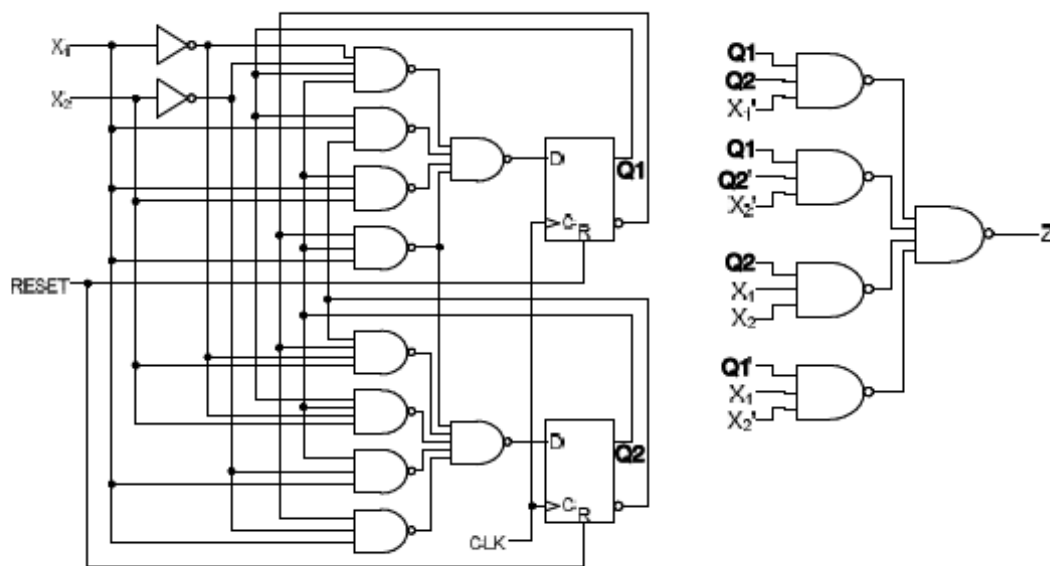 X1
X2
RESET
D
Q1
C
R
D
Q2
C
R
CLK
Q1
Q2
X1'
Q1
Q2'
X2'
Q2
X1
X2
Q1'
X1
X2'
Z